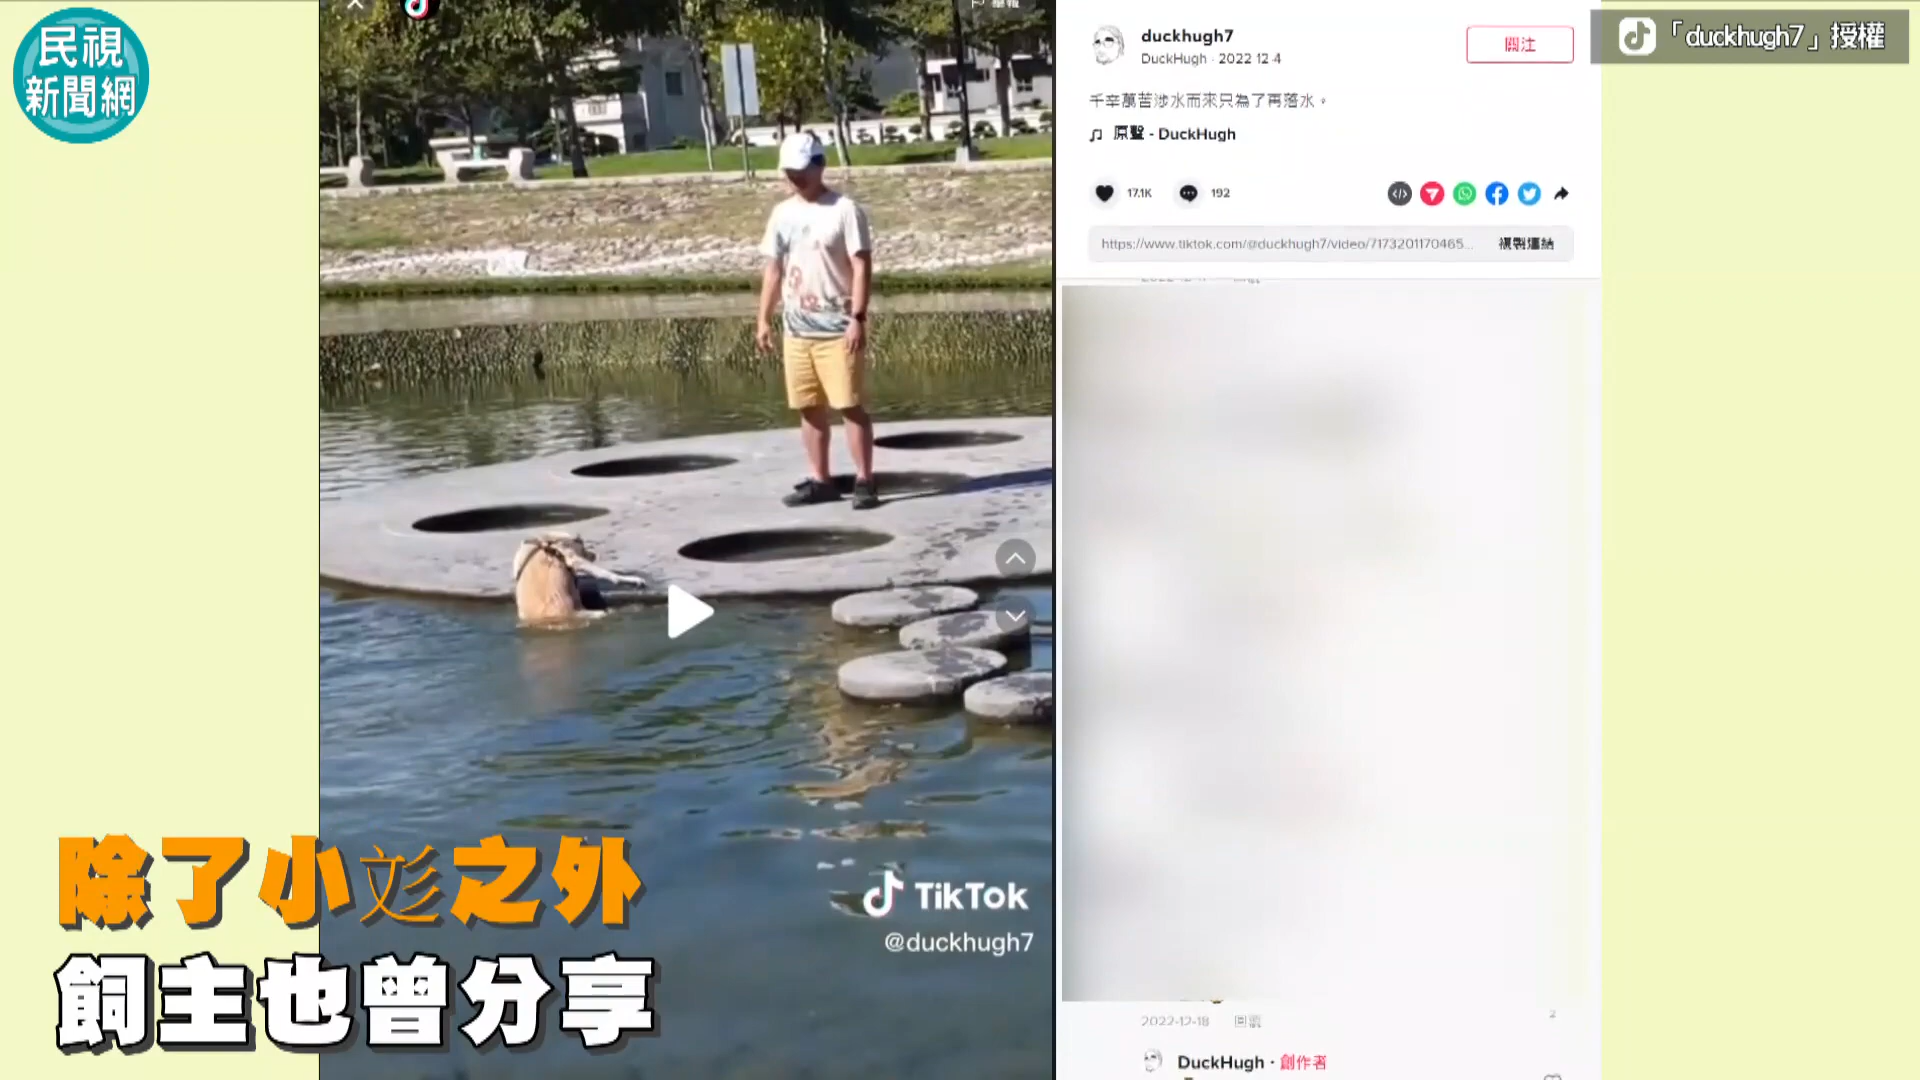 民視
新聞網
duckhugh7
DuckHugh · 2022 12 4
關注
「duckhugh7」授權
千辛萬苦涉水而來只為了再落水。
原聲 - DuckHugh
17.1K
192
https://www.tiktok.com/@duckhugh7/video/7173201170465...
複製連結
TikTok
@duckhugh7
除了小彣之外
飼主也曾分享
2022-12-18
回覆
2
DuckHugh · 創作者